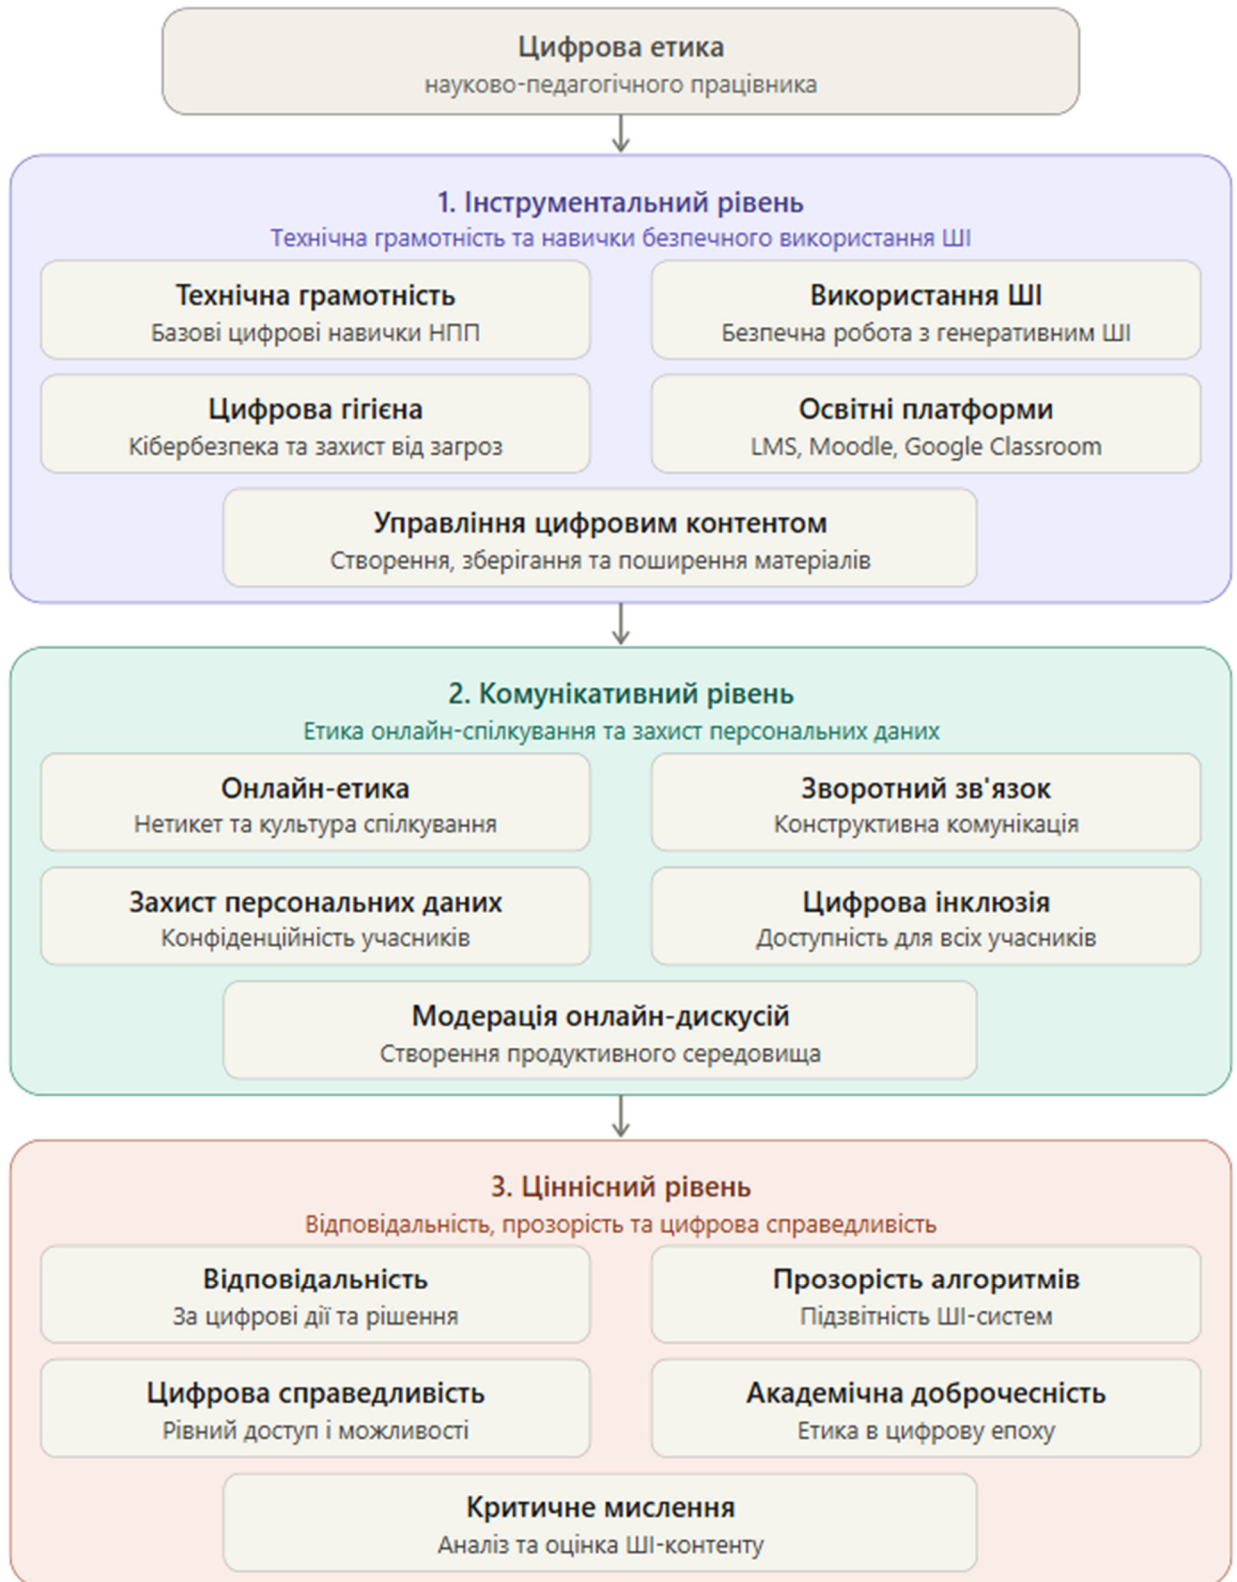 Цифрова етика
науково-педагогічного працівника
1. Інструментальний рівень
Технічна грамотність та навички безпечного використання ШІ
Технічна грамотність
Базові цифрові навички НПП
Використання ШІ
Безпечна робота з генеративним ШІ
Цифрова гігієна
Кібербезпека та захист від загроз
Освітні платформи
LMS, Moodle, Google Classroom
Управління цифровим контентом
Створення, зберігання та поширення матеріалів
2. Комунікативний рівень
Етика онлайн-спілкування та захист персональних даних
Онлайн-етика
Нетикет та культура спілкування
Зворотний зв'язок
Конструктивна комунікація
Захист персональних даних
Конфіденційність учасників
Цифрова інклюзія
Доступність для всіх учасників
Модерація онлайн-дискусій
Створення продуктивного середовища
3. Ціннісний рівень
Відповідальність, прозорість та цифрова справедливість
Відповідальність
За цифрові дії та рішення
Прозорість алгоритмів
Підзвітність ШІ-систем
Цифрова справедливість
Рівний доступ і можливості
Академічна доброчесність
Етика в цифрову епоху
Критичне мислення
Аналіз та оцінка ШІ-контенту